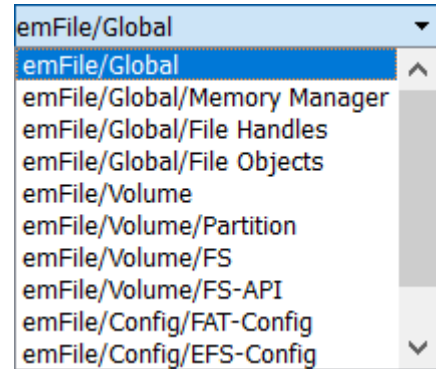 emFile/Global
emFile/Global
emFile/Global/Memory Manager
emFile/Global/File Handles
emFile/Global/File Objects
emFile/Volume
emFile/Volume/Partition
emFile/Volume/FS
emFile/Volume/FS-API
emFile/Config/FAT-Config
emFile/Config/EFS-Config